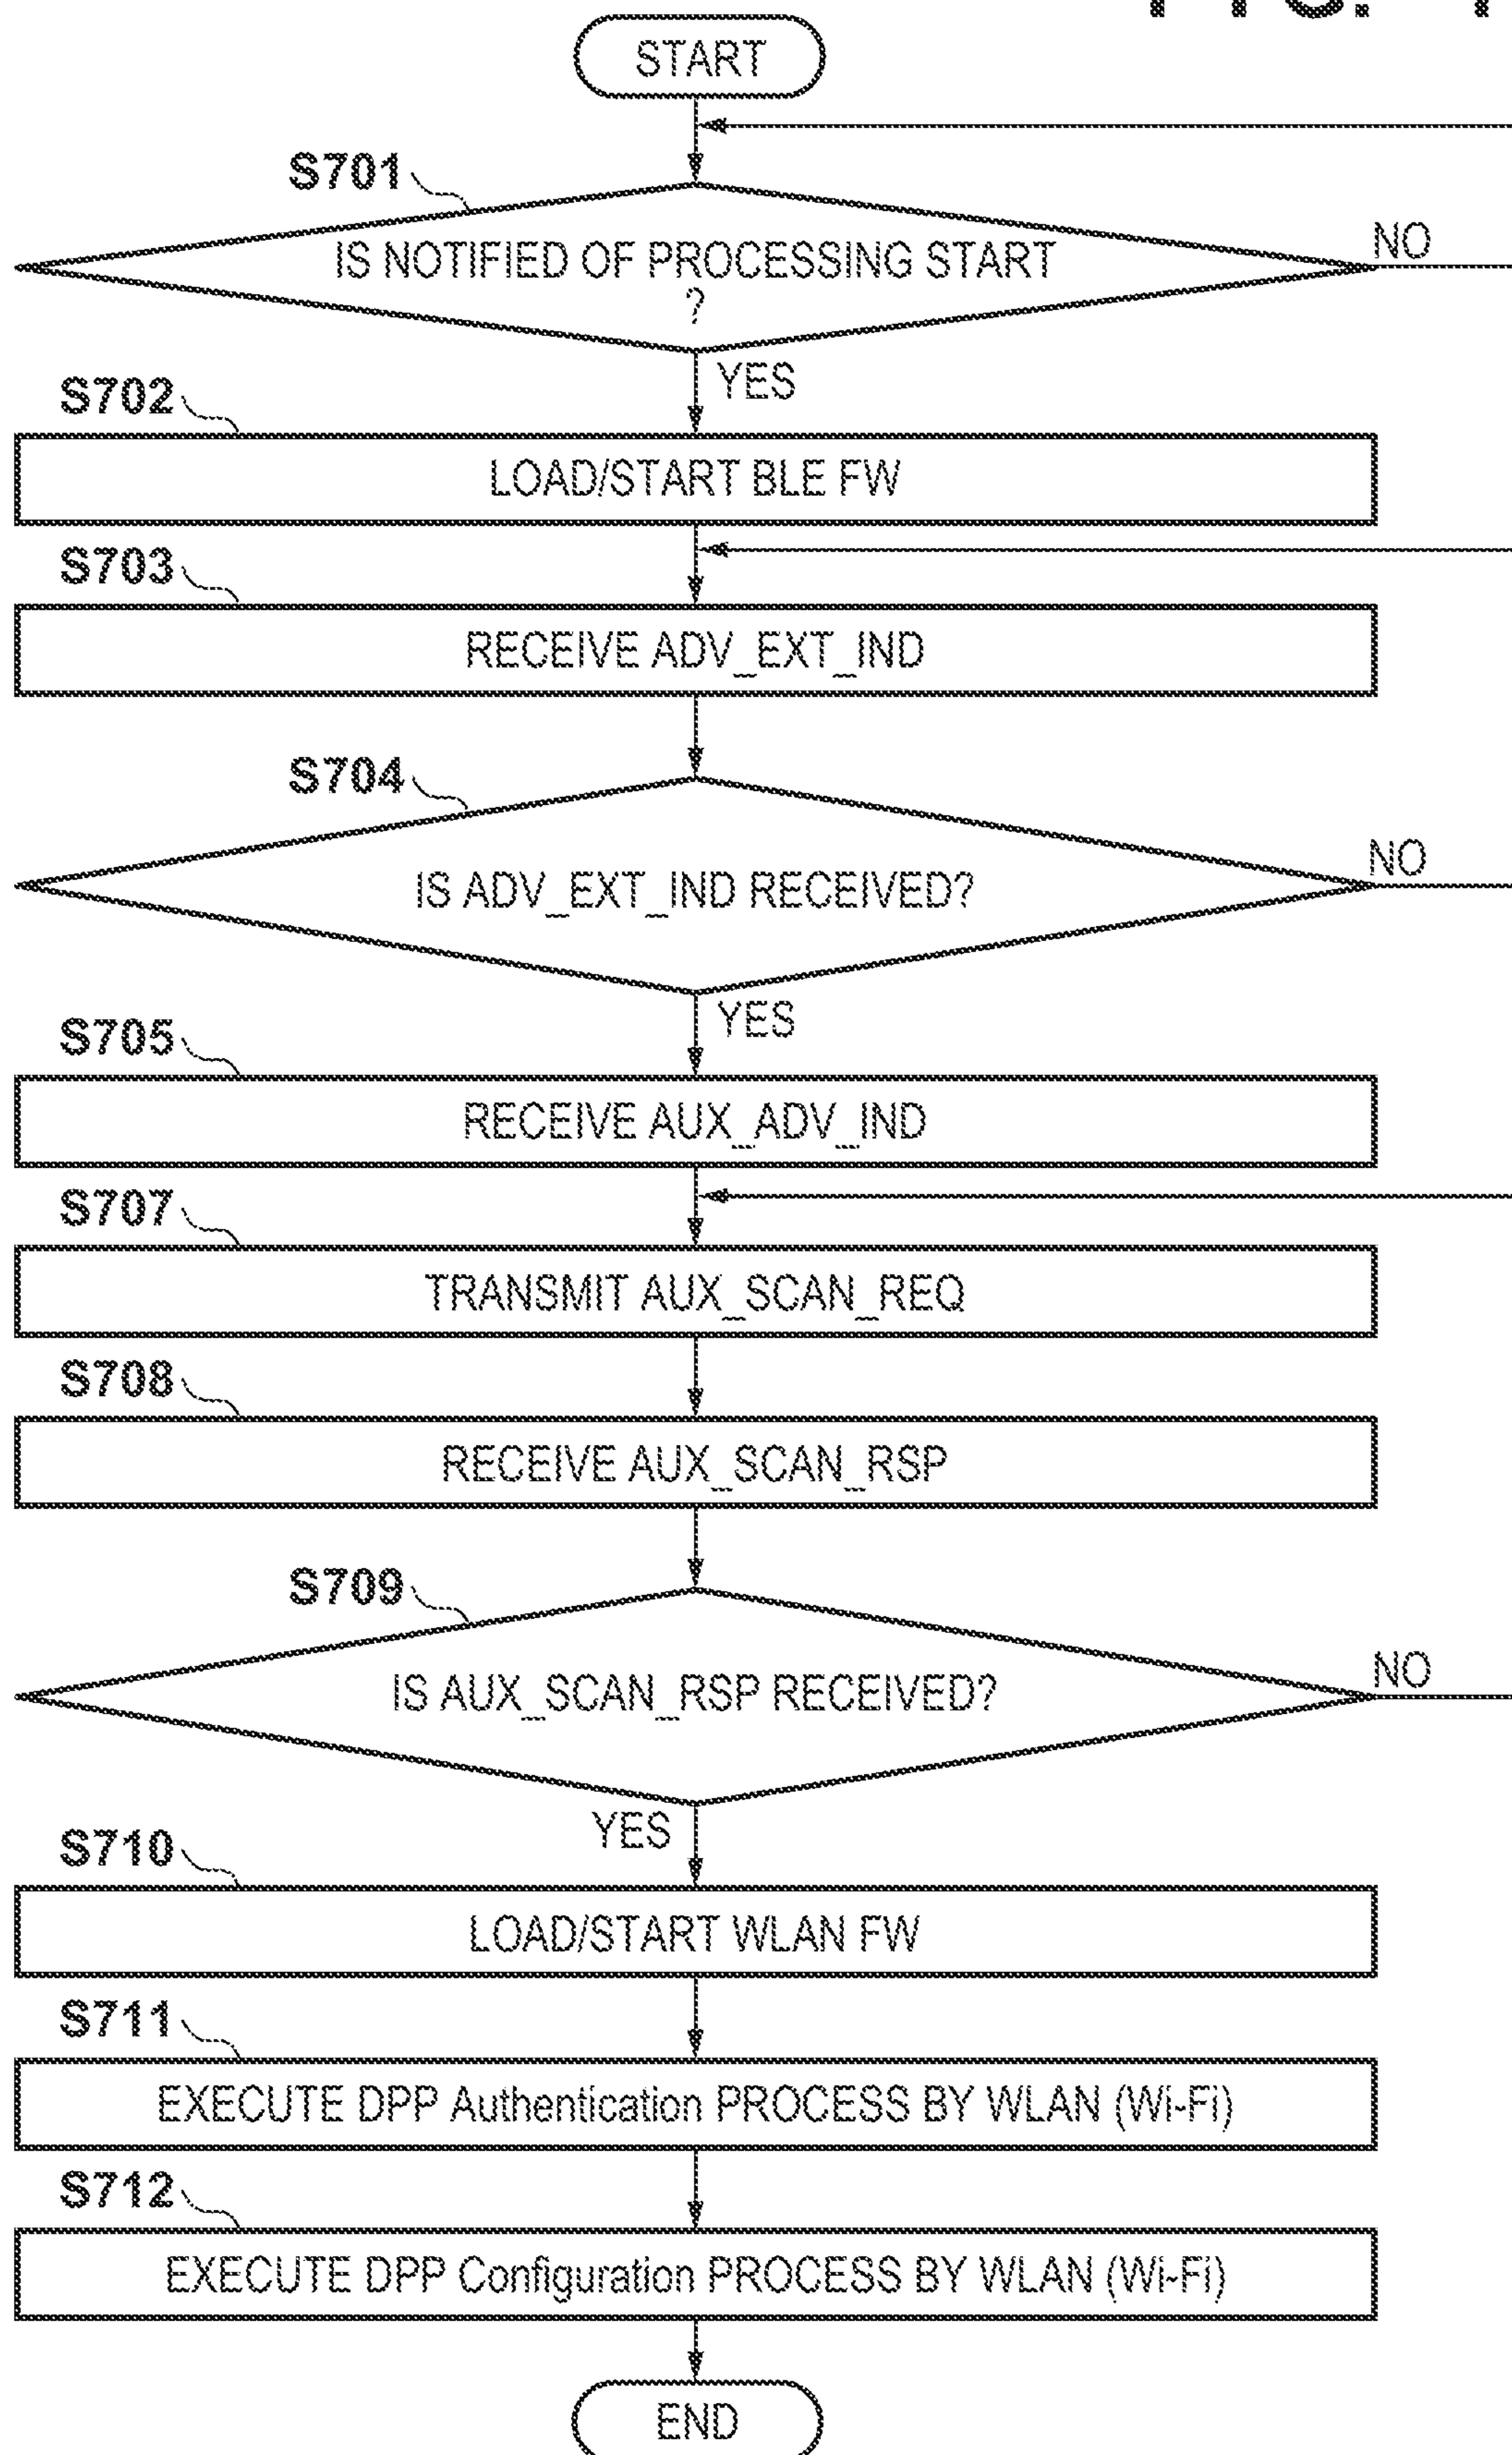 START
S701
IS NOTIFIED OF PROCESSING START
?
NO
YES
S702
LOAD/START BLE FW
S703
RECEIVE ADV_EXT_IND
S704
IS ADV_EXT_IND RECEIVED?
NO
YES
S705
RECEIVE AUX_ADV_IND
S707
TRANSMIT AUX_SCAN_REQ
S708
RECEIVE AUX_SCAN_RSP
S709
IS AUX_SCAN_RSP RECEIVED?
NO
YES
S710
LOAD/START WLAN FW
S711
EXECUTE DPP Authentication PROCESS BY WLAN (Wi-Fi)
S712
EXECUTE DPP Configuration PROCESS BY WLAN (Wi-Fi)
END